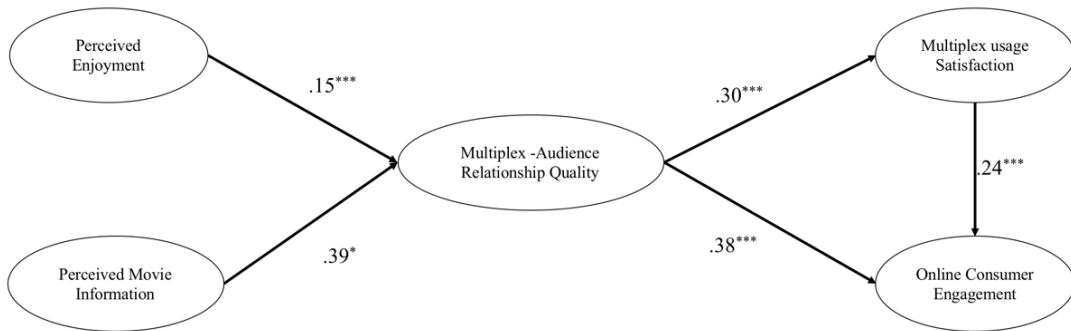 Perceived
Enjoyment
Multiplex usage
Satisfaction
.15***
.30***
Multiplex -Audience
Relationship Quality
.24***
.39*
.38***
Perceived Movie
Information
Online Consumer
Engagement